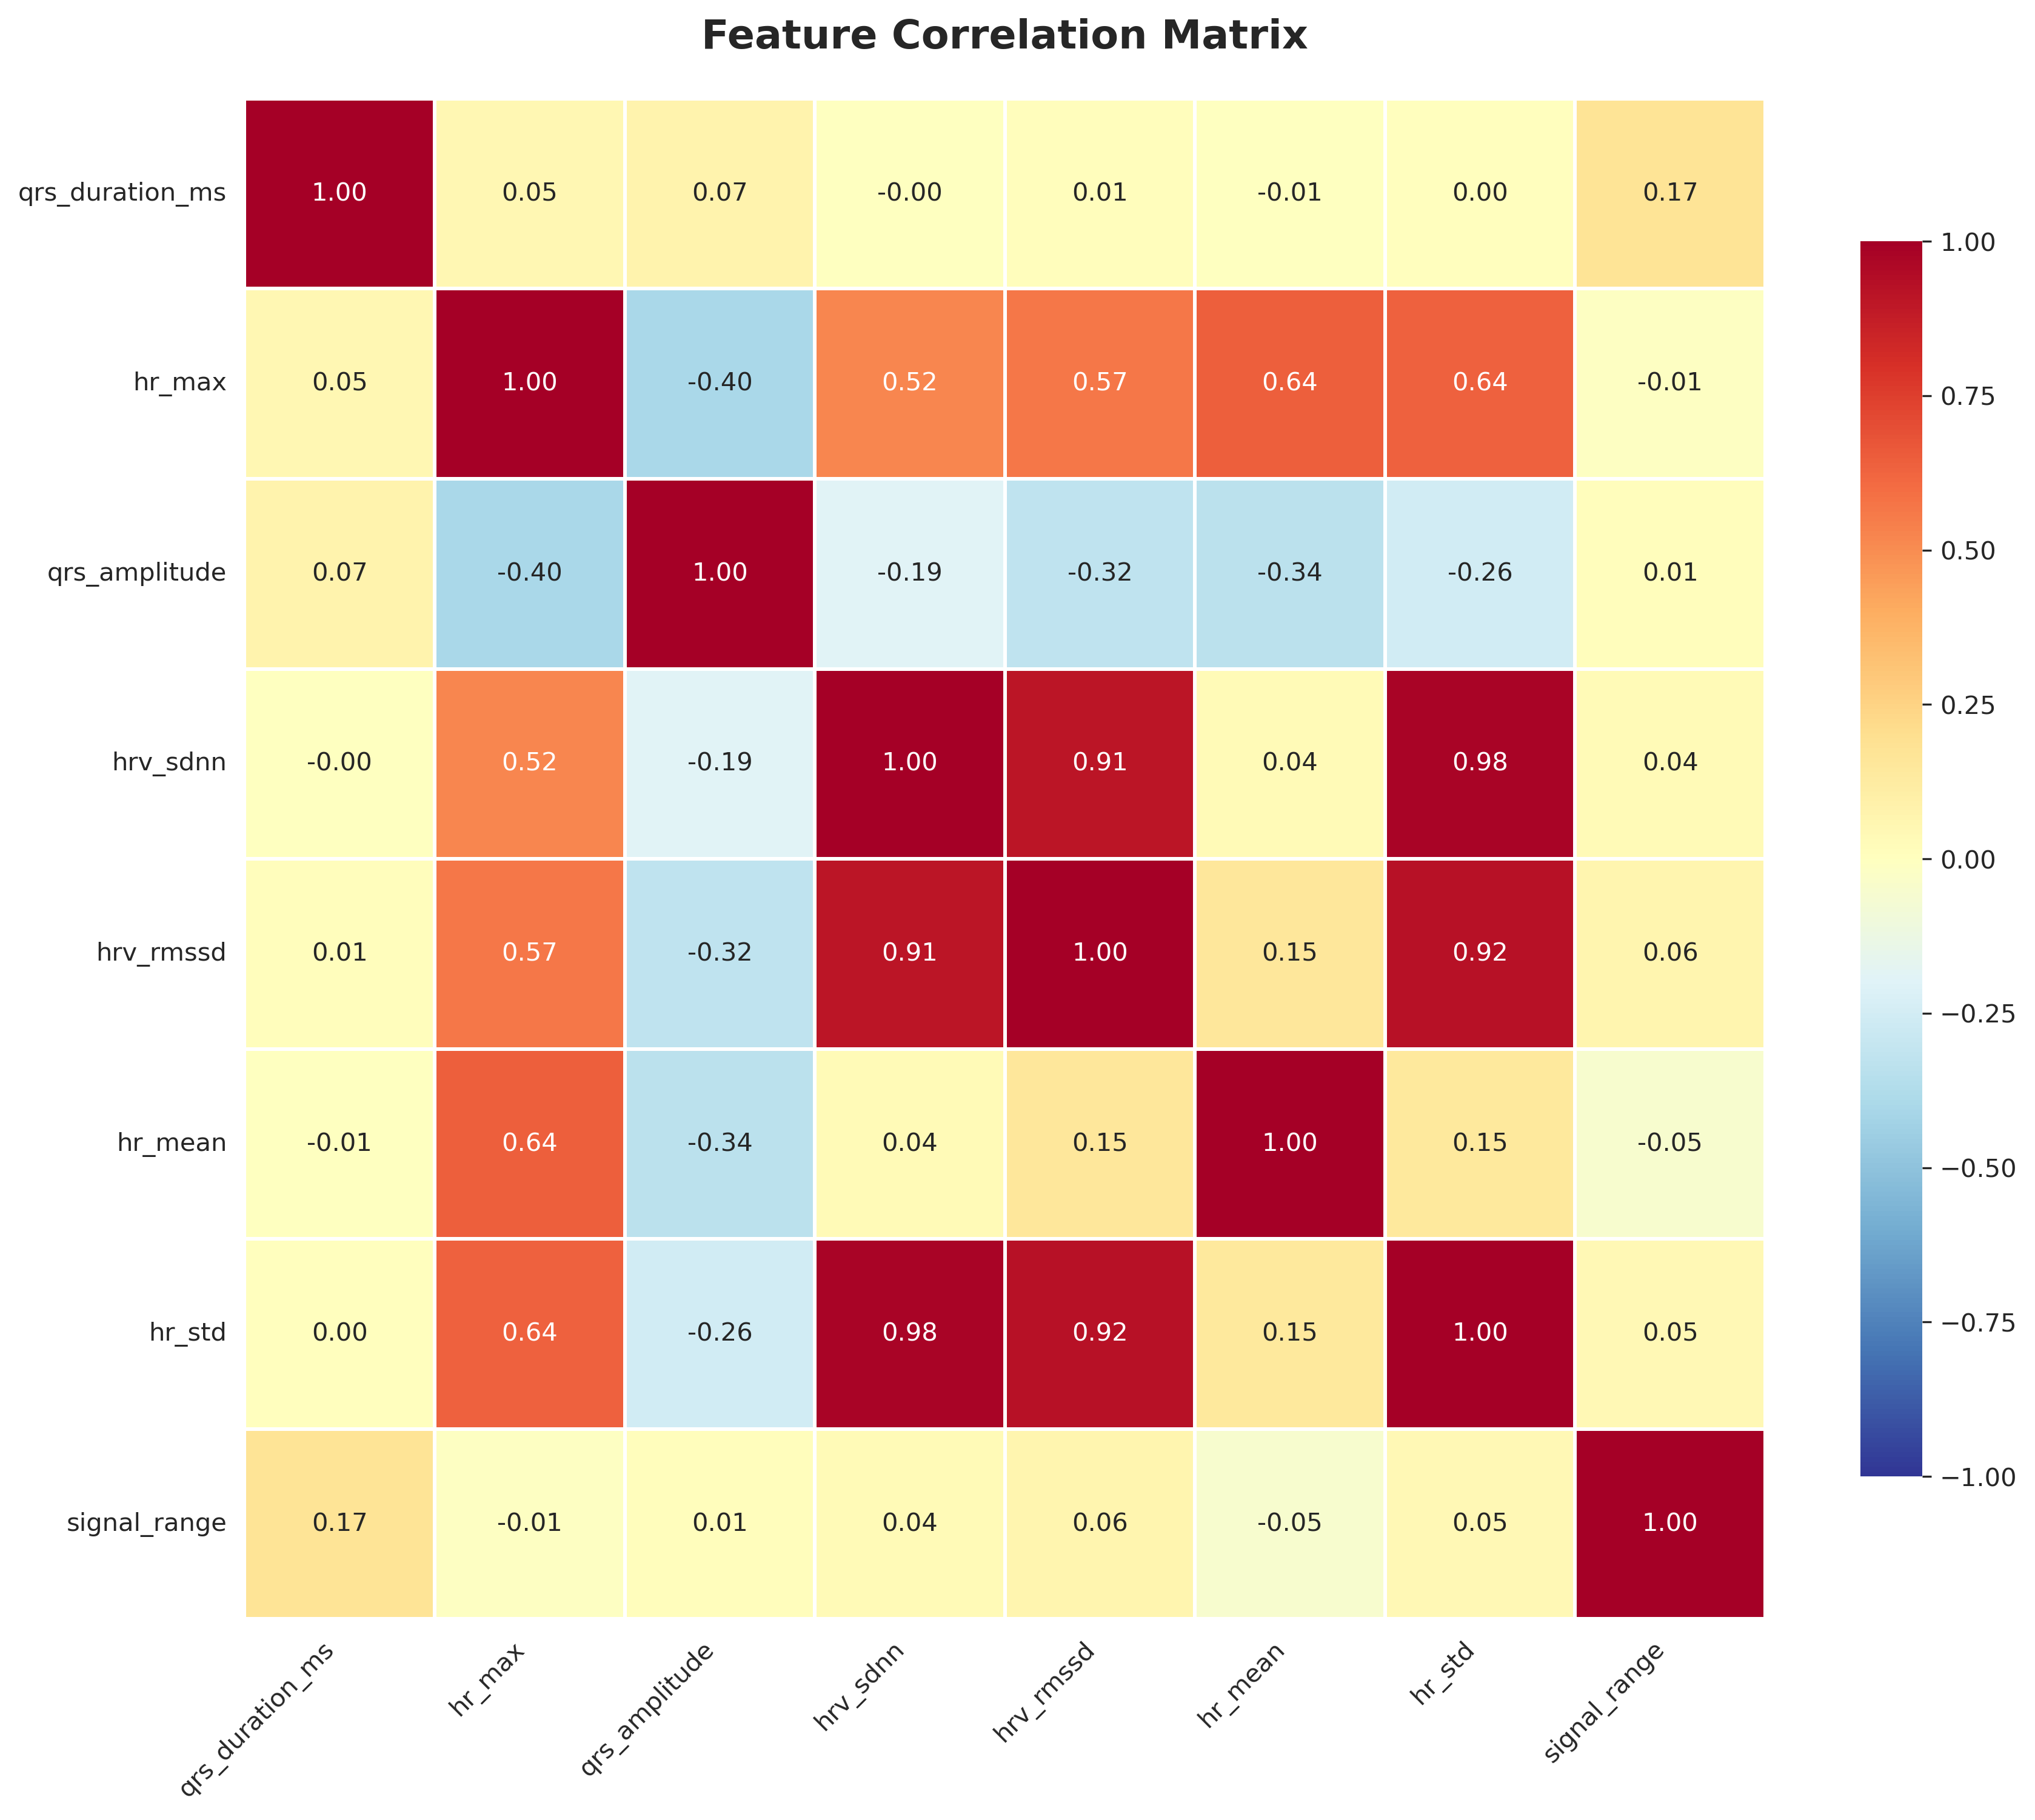 Feature Correlation Matrix
qrs_duration_ms 1.00 0.05 0.07 -0.00 0.01 -0.01 0.00 0.17
hr_max 0.05 1.00 -0.40 0.52 0.57 0.64 0.64 -0.01
qrs_amplitude 0.07 -0.40 1.00 -0.19 -0.32 -0.34 -0.26 0.01
hrv_sdnn -0.00 0.52 -0.19 1.00 0.91 0.04 0.98 0.04
hrv_rmssd 0.01 0.57 -0.32 0.91 1.00 0.15 0.92 0.06
hr_mean -0.01 0.64 -0.34 0.04 0.15 1.00 0.15 -0.05
hr_std 0.00 0.64 -0.26 0.98 0.92 0.15 1.00 0.05
signal_range 0.17 -0.01 0.01 0.04 0.06 -0.05 0.05 1.00
qrs_duration_ms hr_max qrs_amplitude hrv_sdnn hrv_rmssd hr_mean hr_std signal_range
1.00
0.75
0.50
0.25
0.00
−0.25
−0.50
−0.75
−1.00